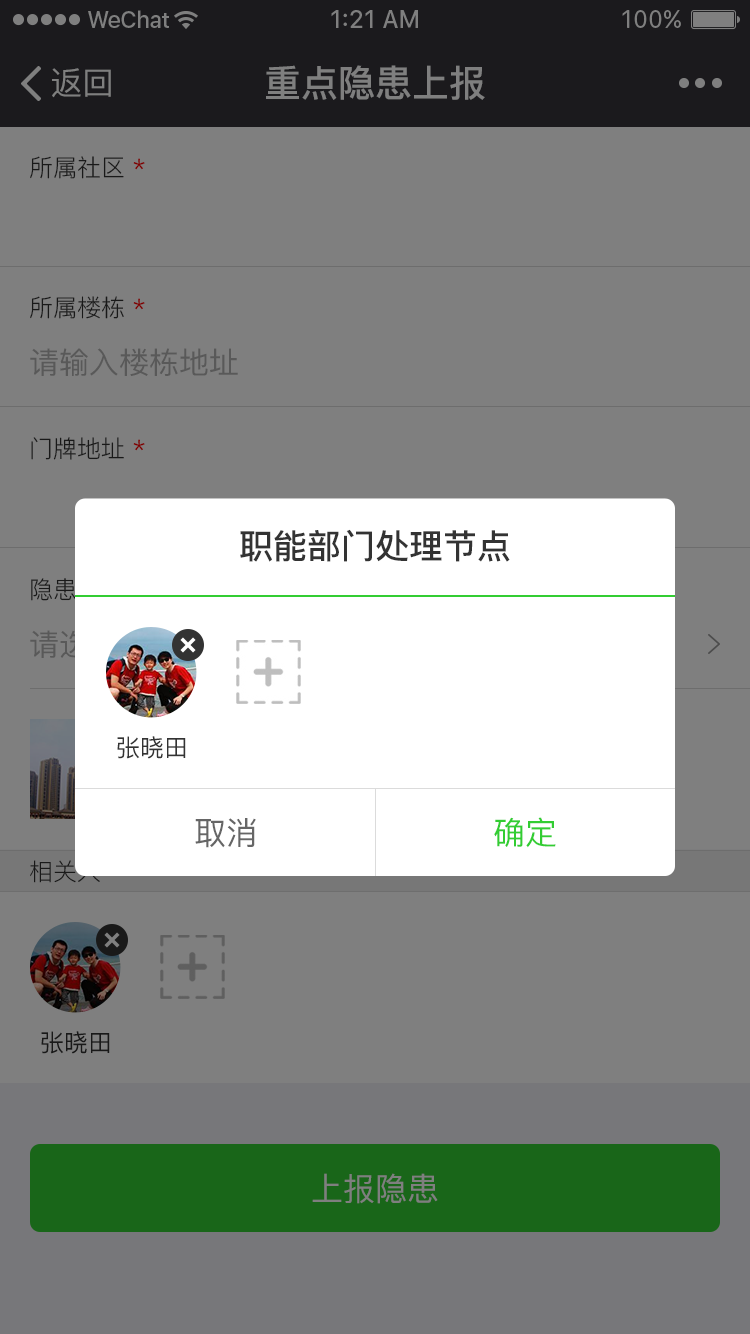 WeChat 1:21 AM 100%
返回 重点隐患上报
所属社区 *
所属楼栋 *
请输入楼栋地址
门牌地址 *
职能部门处理节点
隐患
请选
张晓田
取消 确定
相关人
张晓田
上报隐患